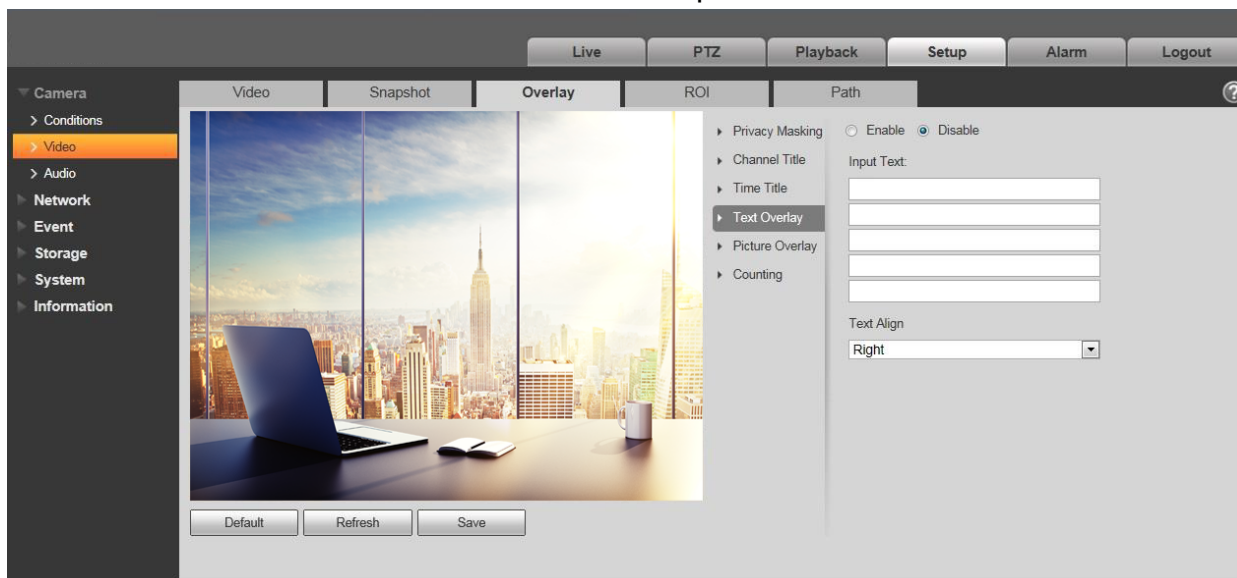 Live PTZ Playback Setup Alarm Logout
Camera Video Snapshot Overlay ROI Path ?
> Conditions
> Video
> Audio
Network
Event
Storage
System
Information
Privacy Masking
Channel Title
Time Title
Text Overlay
Picture Overlay
Counting
Enable Disable
Input Text:
Text Align
Right
Default Refresh Save